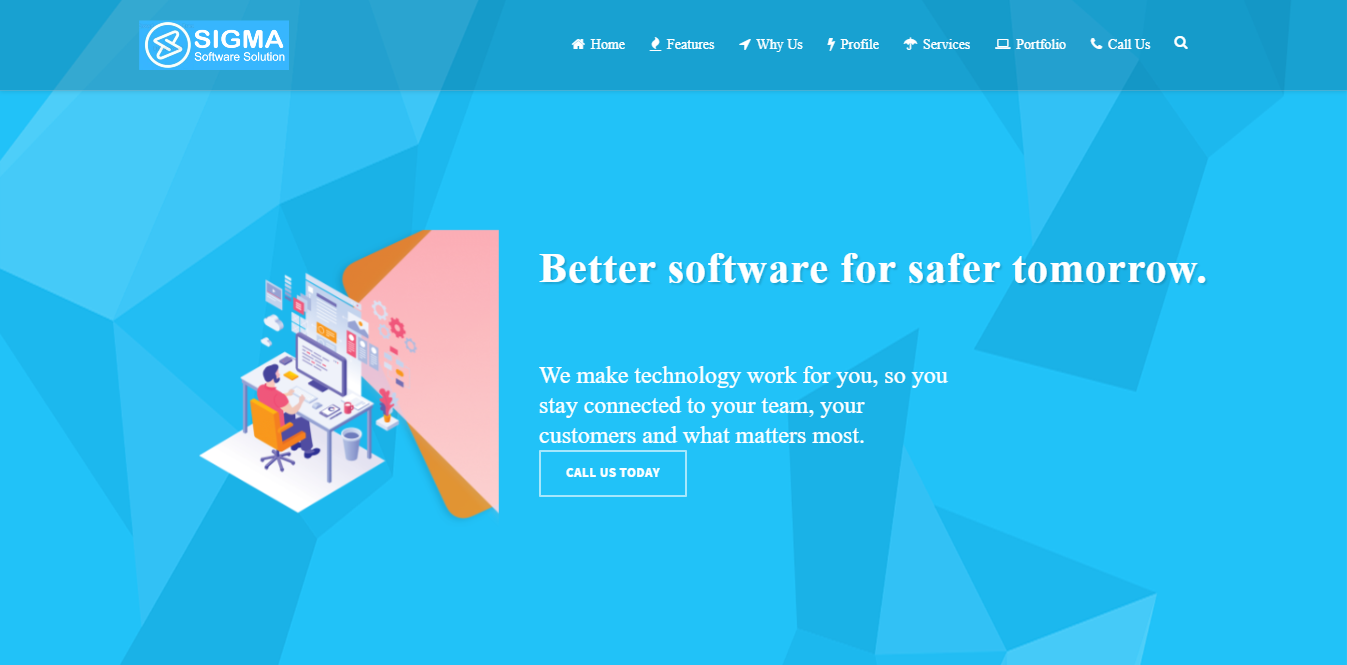 SIGMA
Software Solution
Home Features Why Us Profile Services Portfolio Call Us
Better software for safer tomorrow.
We make technology work for you, so you
stay connected to your team, your
customers and what matters most.
CALL US TODAY